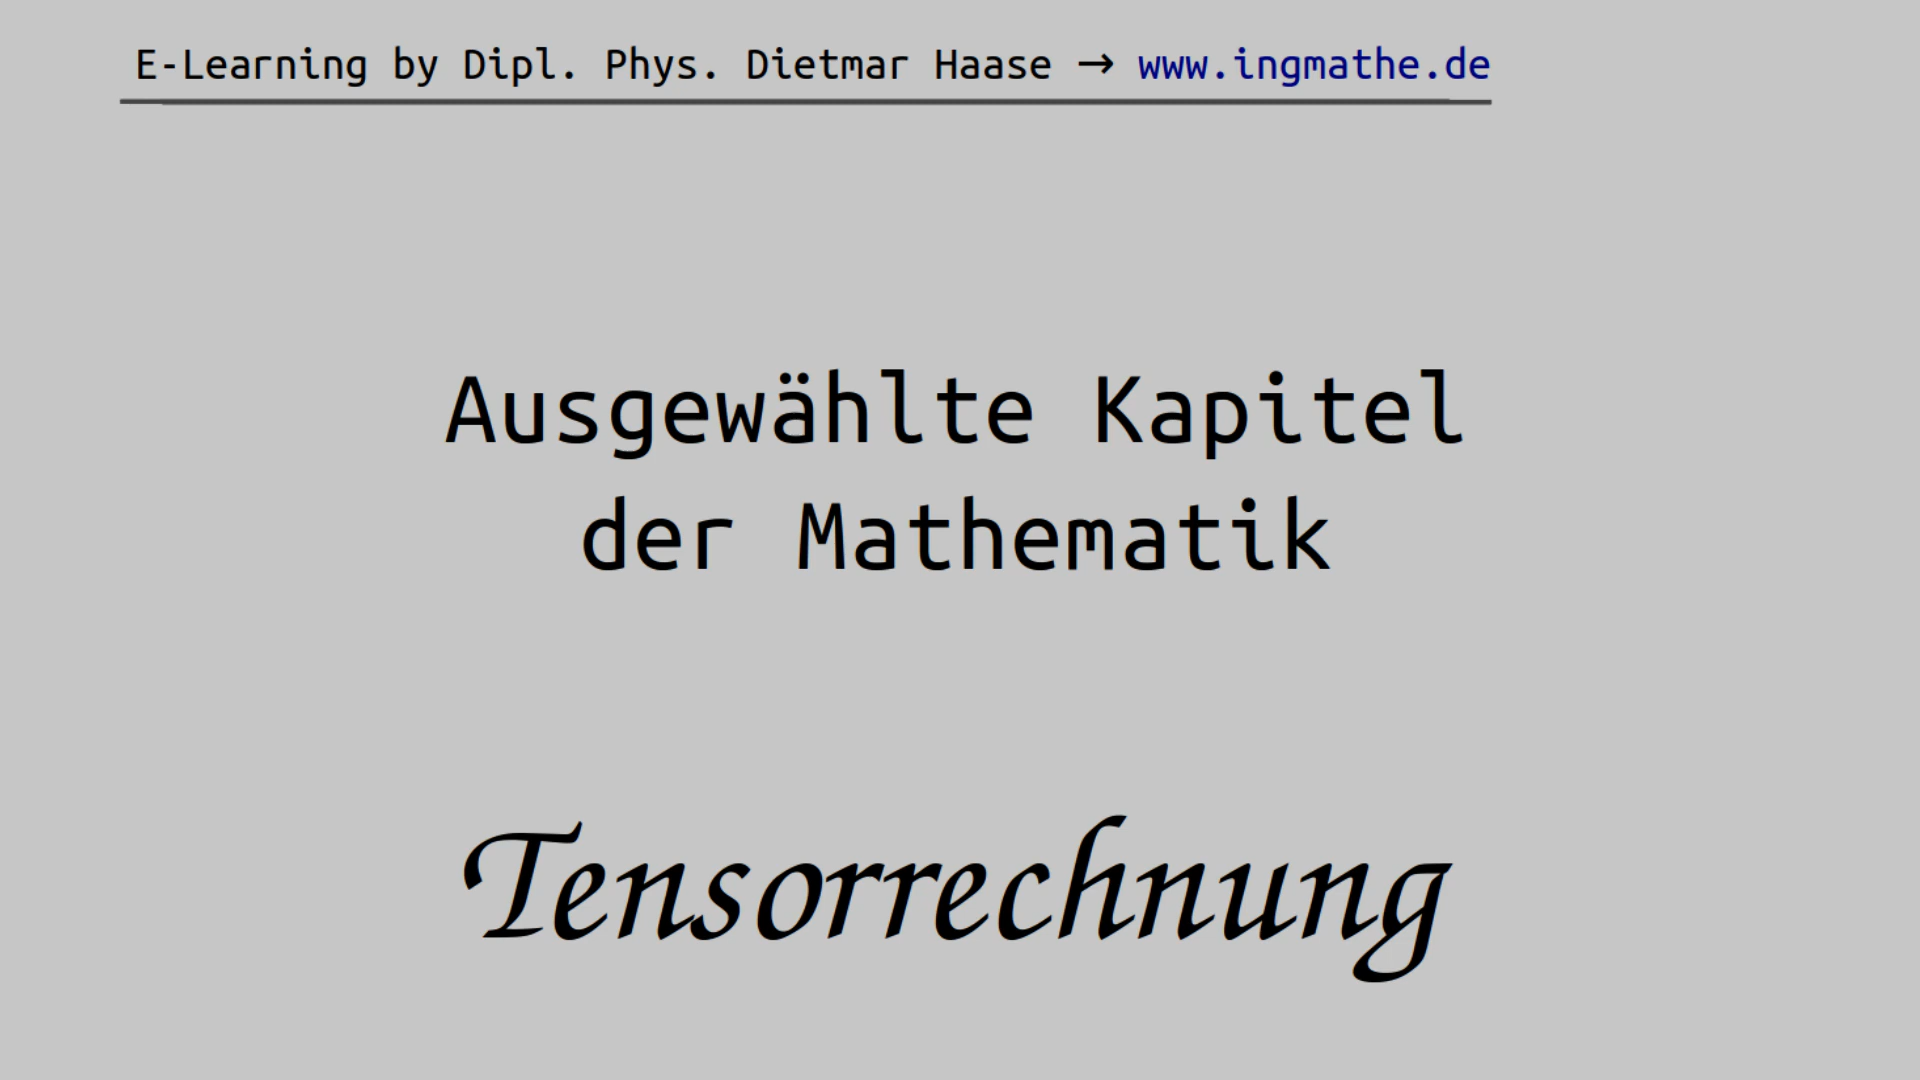 E-Learning by Dipl. Phys. Dietmar Haase → www.ingmathe.de
Ausgewählte Kapitel
der Mathematik
Tensorrechnung